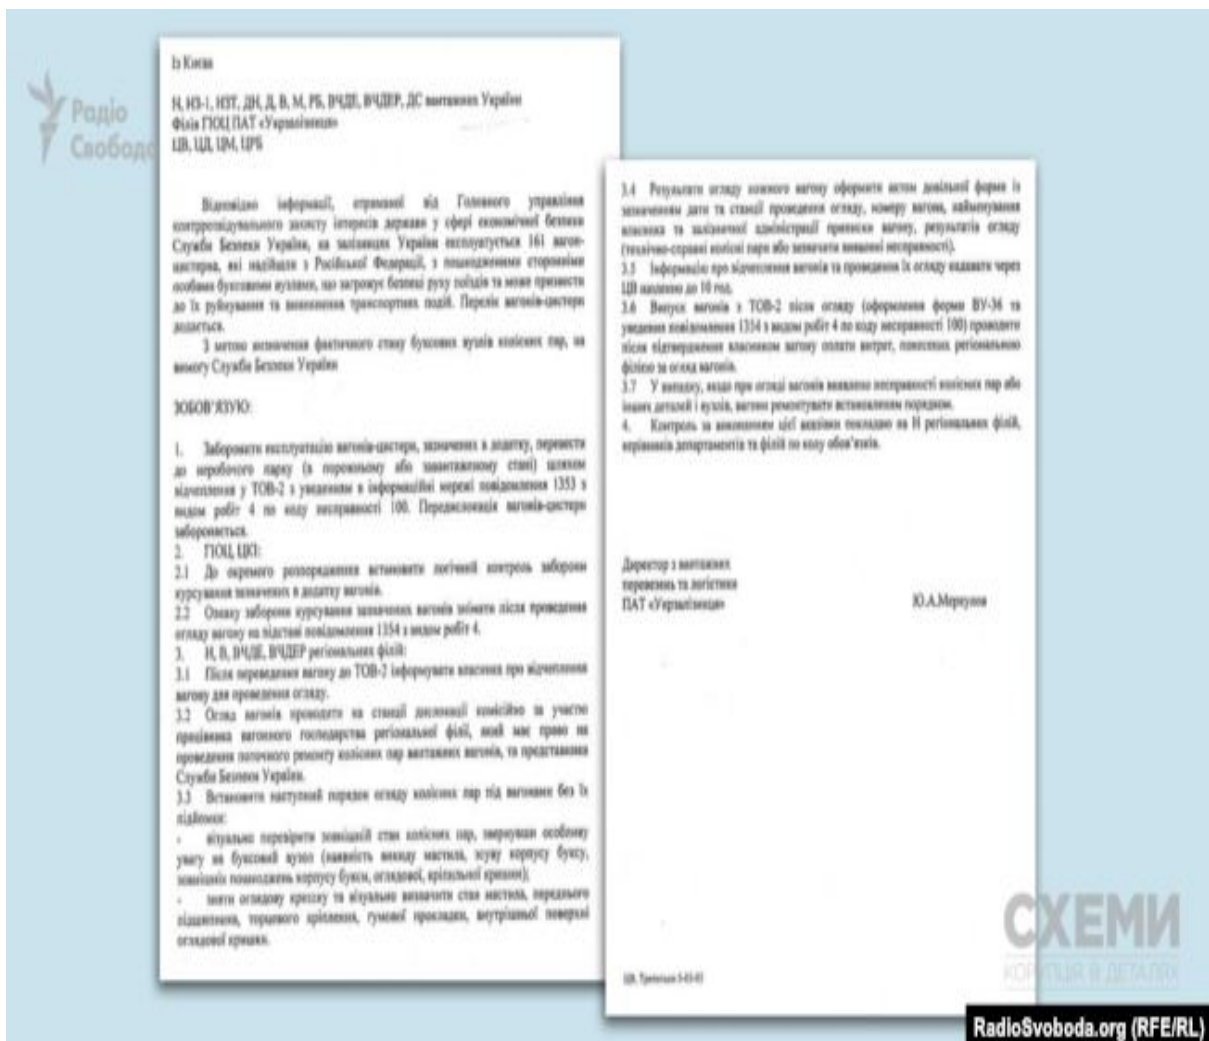 Із Києва
Н, НЗ-1, НЗТ, ДН, Д, В, М, РБ, ВЧДЕ, ВЧДЕР, ДС вантажних України
Філія ГІОЦ ПАТ «Укрзалізниця»
ЦВ, ЦД, ЦМ, ЦРБ
Радіо
Свобода
Відповідно інформації, отриманої від Головного управління
контррозвідувального захисту інтересів держави у сфері економічної безпеки
Служби Безпеки України, на залізницях України експлуатується 161 вагон-
цистерна, які надійшли з Російської Федерації, з пошкодженими сторонніми
особами буксовими вузлами, що загрожує безпеці руху поїздів та може призвести
до їх руйнування та виникнення транспортних подій. Перелік вагонів-цистерн
додається.
З метою визначення фактичного стану буксових вузлів колісних пар, на
вимогу Служби Безпеки України
ЗОБОВ'ЯЗУЮ:
1. Заборонити експлуатацію вагонів-цистерн, зазначених в додатку, перевести
до неробочого парку (в порожньому або завантаженому стані) шляхом
відчеплення у ТОВ-2 з уведенням в інформаційні мережі повідомлення 1353 з
видом робіт 4 по коду несправності 100. Передислокація вагонів-цистерн
забороняється.
2. ГІОЦ, ЦКІ:
2.1 До окремого розпорядження встановити логічний контроль заборони
курсування зазначених в додатку вагонів.
2.2 Ознаку заборони курсування зазначених вагонів знімати після проведення
огляду вагону на підставі повідомлення 1354 з видом робіт 4.
3. Н, В, ВЧДЕ, ВЧДЕР регіональних філій:
3.1 Після переведення вагону до ТОВ-2 інформувати власника про відчеплення
вагону для проведення огляду.
3.2 Огляд вагонів проводити на станції дислокації комісійно за участю
працівника вагонного господарства регіональної філії, який має право на
проведення поточного ремонту колісних пар вантажних вагонів, та представника
Служби Безпеки України.
3.3 Встановити наступний порядок огляду колісних пар під вагонами без їх
підйомки:
- візуально перевірити зовнішній стан колісних пар, звернувши особливу
увагу на буксовий вузол (наявність викиду мастила, зсуву корпусу буксу,
зовнішніх пошкоджень корпусу букси, оглядової, кріпильної кришки);
- зняти оглядову кришку та візуально визначити стан мастила, переднього
підшипника, торцевого кріплення, гумової прокладки, внутрішньої поверхні
оглядової кришки.
3.4 Результати огляду кожного вагону оформити актом довільної форми із
зазначенням дати та станції проведення огляду, номеру вагона, найменування
власника та залізничної адміністрації приписки вагону, результатів огляду
(технічно-справні колісні пари або зазначити виявлені несправності).
3.5 Інформацію про відчеплення вагонів та проведення їх огляду надавати через
ЦВ щоденно до 10 год.
3.6 Випуск вагонів з ТОВ-2 після огляду (оформлення форми ВУ-36 та
уведення повідомлення 1354 з видом робіт 4 по коду несправності 100) проводити
після підтвердження власником вагону оплати витрат, понесених регіональною
філією за огляд вагонів.
3.7 У випадку, якщо при огляді вагонів виявлено несправності колісних пар або
інших деталей і вузлів, вагони ремонтувати встановленим порядком.
4. Контроль за виконанням цієї вказівки покладаю на Н регіональних філій,
керівників департаментів та філій по колу обов'язків.
Директор з вантажних
перевезень та логістики
ПАТ «Укрзалізниця» Ю.А.Меркулов
ЦВ, 5-03-03
СХЕМИ
КОРУПЦІЯ В ДЕТАЛЯХ
RadioSvoboda.org (RFE/RL)